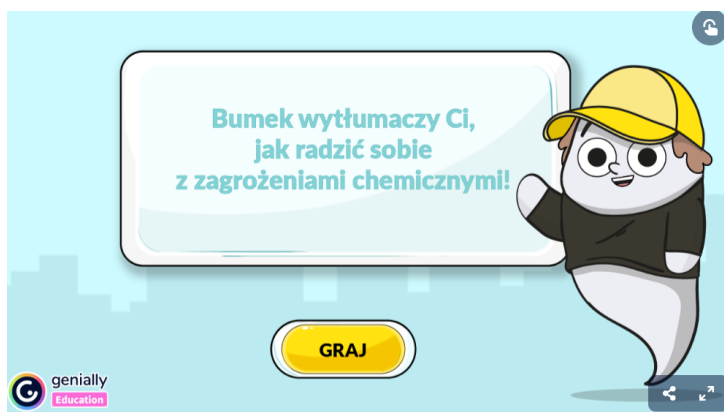 Bumek wytłumaczy Ci,
jak radzić sobie
z zagrożeniami chemicznymi!
GRAJ
genially
Education